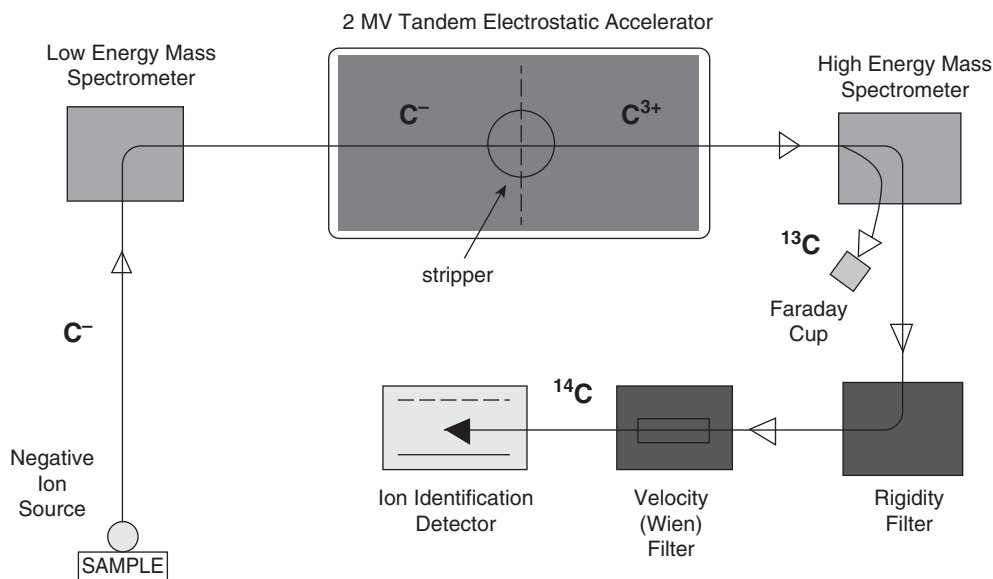 2 MV Tandem Electrostatic Accelerator
Low Energy Mass
Spectrometer
High Energy Mass
Spectrometer
C⁻
C³⁺
stripper
¹³C
Faraday
Cup
C⁻
¹⁴C
Negative
Ion
Source
SAMPLE
Ion Identification
Detector
Velocity
(Wien)
Filter
Rigidity
Filter